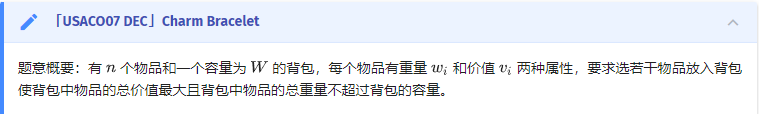 「USACO07 DEC」Charm Bracelet
题意概要：有 n 个物品和一个容量为 W 的背包，每个物品有重量 w_i 和价值 v_i 两种属性，要求选若干物品放入背包
使背包中物品的总价值最大且背包中物品的总重量不超过背包的容量。